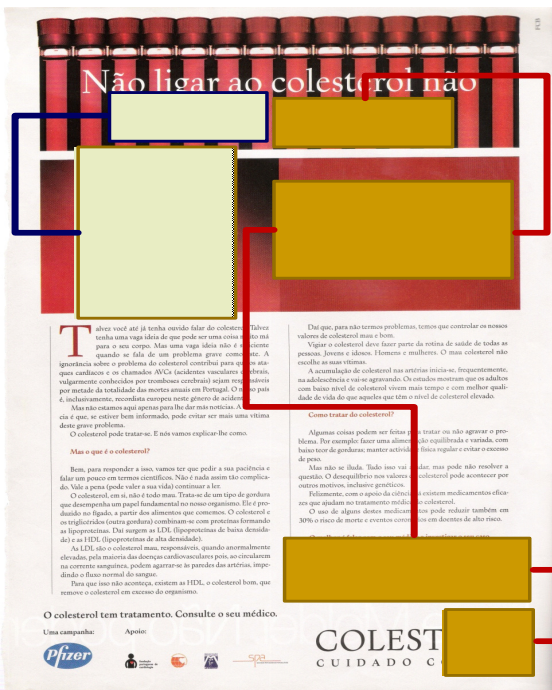 FCB
Não ligar ao colesterol não
Talvez você até já tenha ouvido falar do colesterol. Talvez
tenha uma vaga ideia de que pode ser uma coisa má
para o seu corpo. Mas uma vaga ideia não é
quando se fala de um problema grave como este. A
ignorância sobre o problema do colesterol contribui para que os ata-
ques cardíacos e os chamados AVCs (acidentes vasculares cerebrais,
vulgarmente conhecidos por tromboses cerebrais) sejam responsáveis
por metade da totalidade das mortes anuais em Portugal. O nosso país
é, inclusivamente, recordista europeu neste género de acidentes.
Mas não estamos aqui apenas para lhe dar más notícias. A
cia é que, se estiver bem informado, pode evitar ser mais uma vítima
deste grave problema.
O colesterol pode tratar-se. E nós vamos explicar-lhe como.
Mas o que é o colesterol?
Bem, para responder a isso, vamos ter que pedir a sua paciência e
falar um pouco em termos científicos. Não é nada assim tão complica-
do. Vale a pena (pode valer a sua vida) continuar a ler.
O colesterol, em si, não é todo mau. Trata-se de um tipo de gordura
que desempenha um papel fundamental no nosso organismo. Ele é pro-
duzido no fígado, a partir dos alimentos que comemos. O colesterol e
os triglicéridos (outra gordura) combinam-se com proteínas formando
as lipoproteínas. Daí surgem as LDL (lipoproteínas de baixa densida-
de) e as HDL (lipoproteínas de alta densidade).
As LDL são o colesterol mau, responsáveis, quando anormalmente
elevadas, pela maioria das doenças cardiovasculares pois, ao circularem
na corrente sanguínea, podem agarrar-se às paredes das artérias, impe-
dindo o fluxo normal do sangue.
Para que isso não aconteça, existem as HDL, o colesterol bom, que
remove o colesterol em excesso do organismo.
Daí que, para não termos problemas, temos que controlar os nossos
valores de colesterol mau e bom.
Vigiar o colesterol deve fazer parte da rotina de saúde de todas as
pessoas. Jovens e idosos. Homens e mulheres. O mau colesterol não
escolhe as suas vítimas.
A acumulação de colesterol nas artérias inicia-se, frequentemente,
na adolescência e vai-se agravando. Os estudos mostram que os adultos
com baixo nível de colesterol vivem mais tempo e com melhor quali-
dade de vida do que aqueles que têm o nível de colesterol elevado.
Como tratar do colesterol?
Algumas coisas podem ser feitas para tratar ou não agravar o pro-
blema. Por exemplo: fazer uma alimentação equilibrada e variada, com
baixo teor de gorduras; manter actividade física regular e evitar o excesso
de peso.
Mas não se iluda. Tudo isso vai ajudar, mas pode não resolver a
questão. O desequilíbrio nos valores de colesterol pode acontecer por
outros motivos, inclusive genéticos.
Felizmente, com o apoio da ciência, já existem medicamentos efica-
zes que ajudam no tratamento médico do colesterol.
O uso de alguns destes medicamentos pode reduzir também em
30% o risco de morte e eventos coronários em doentes de alto risco.
O colesterol tem tratamento. Consulte o seu médico.
Uma campanha: Apoio:
Pfizer
spa
COLEST
CUIDADO